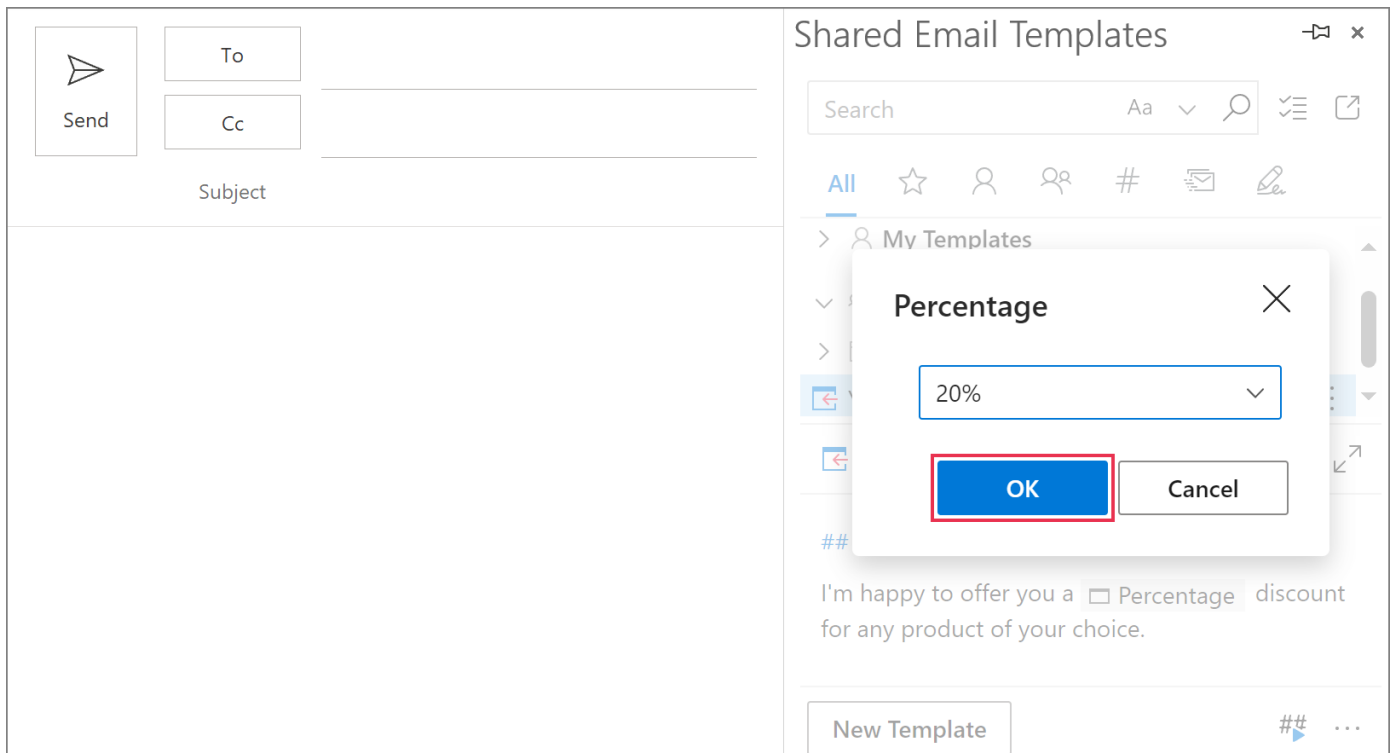 Shared Email Templates
Send
To
Cc
Subject
Search
Aa
All
#
My Templates
Percentage
20%
OK
Cancel
##
I'm happy to offer you a Percentage discount
for any product of your choice.
New Template
##
...